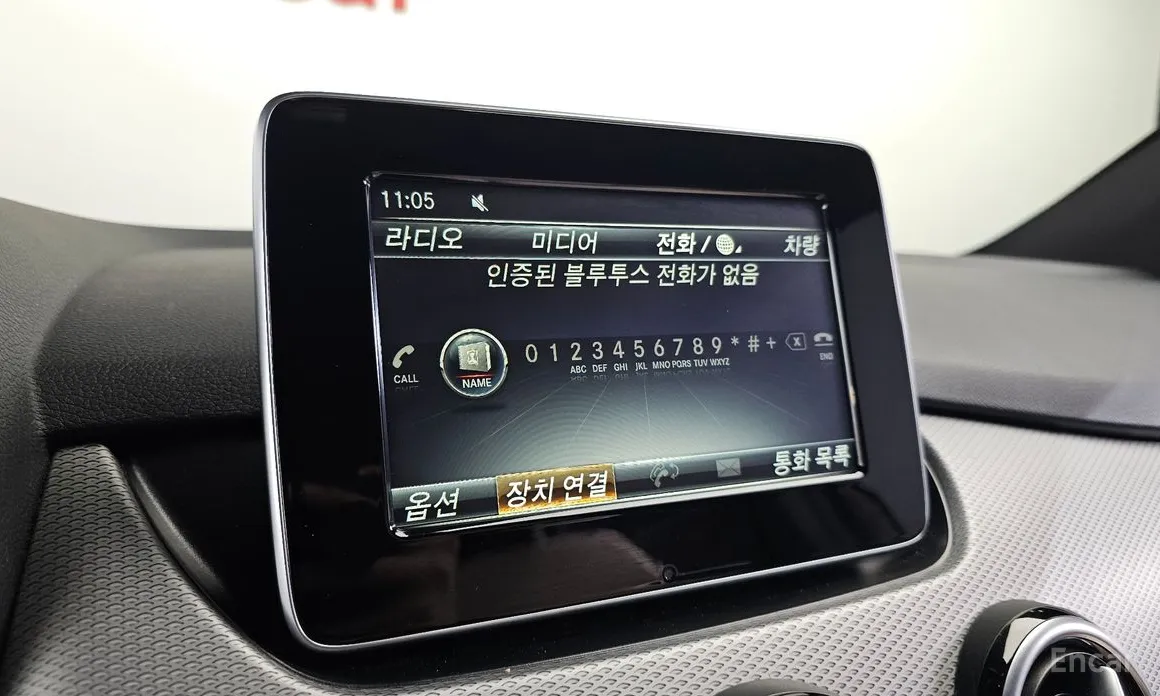 11:05
라디오 미디어 전화 / 차량
인증된 블루투스 전화가 없음
CALL NAME 0 1 2 3 4 5 6 7 8 9 * # + X END
ABC DEF GHI JKL MNO PQRS TUV WXYZ
옵션 장치 연결 통화 목록
Encar